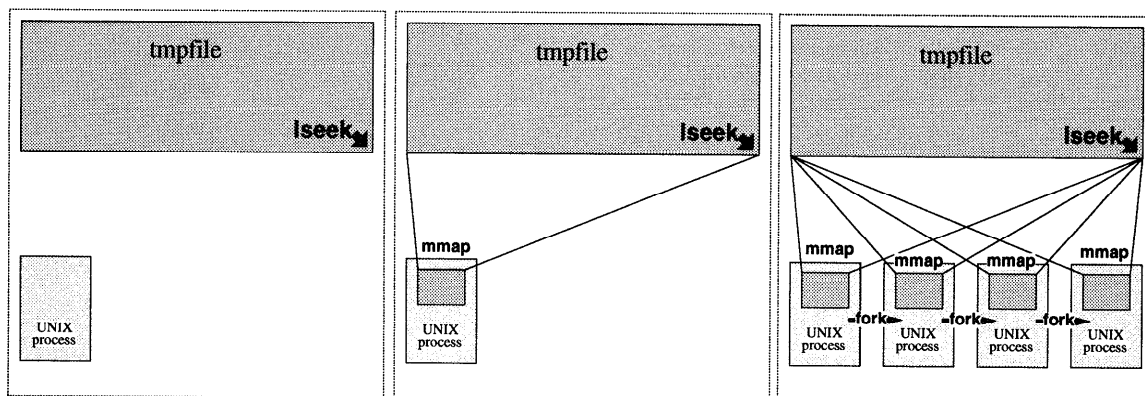 tmpfile
lseek
UNIX
process
tmpfile
lseek
mmap
UNIX
process
tmpfile
lseek
mmap
mmap
mmap
mmap
fork
fork
fork
UNIX
process
UNIX
process
UNIX
process
UNIX
process